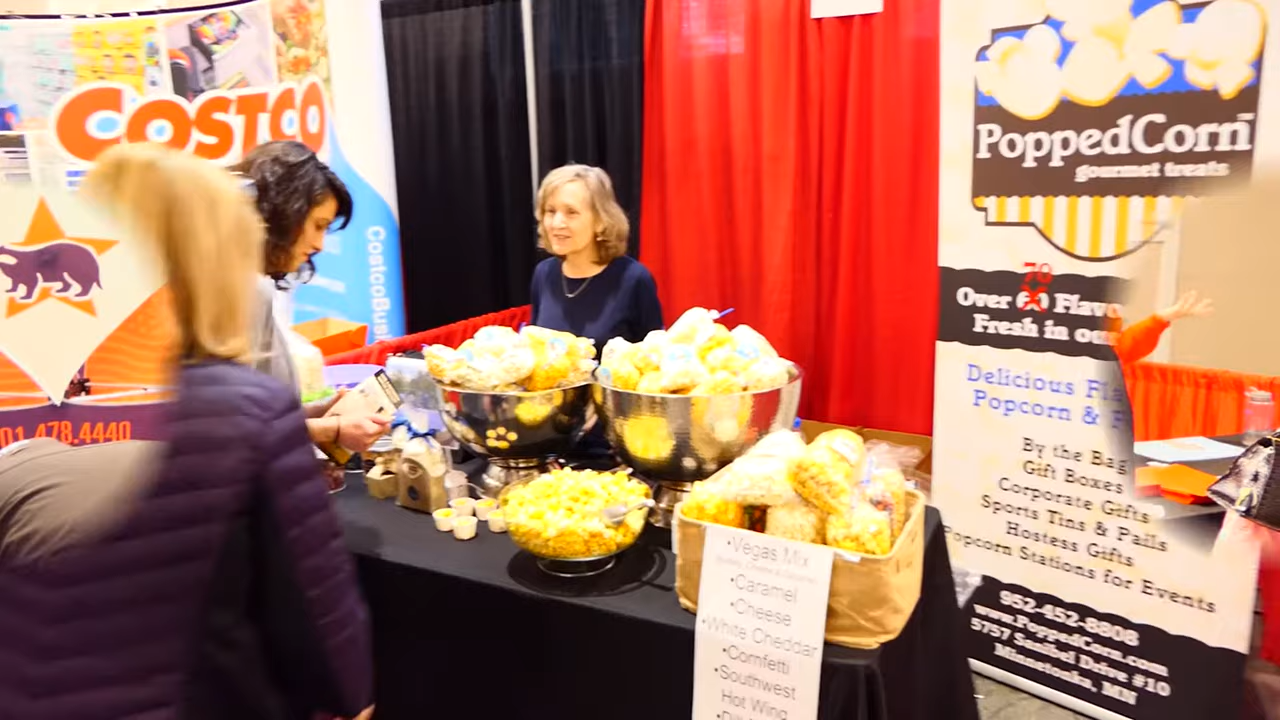 COSTCO
CostcoBusi
01.478.4440
PoppedCorn
gourmet treats
70
Over 60 Flavo
Fresh in ou
Delicious Fla
Popcorn &
By the Bag
Gift Boxes
Corporate Gifts
Sports Tins & Pails
Hostess Gifts
Popcorn Stations for Events
952-452-8808
www.PoppedCorn.com
5757 Sanibel Drive #10
Minnetonka, MN
•Vegas Mix
•Caramel
•Cheese
•White Cheddar
•Cornfetti
•Southwest
Hot Wing